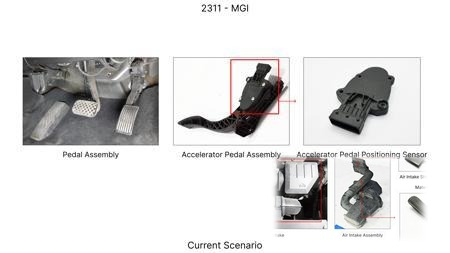 2311 - MGI
Pedal Assembly
Accelerator Pedal Assembly
Accelerator Pedal Positioning Sensor
Air Intake
Air Intake Assembly
Current Scenario